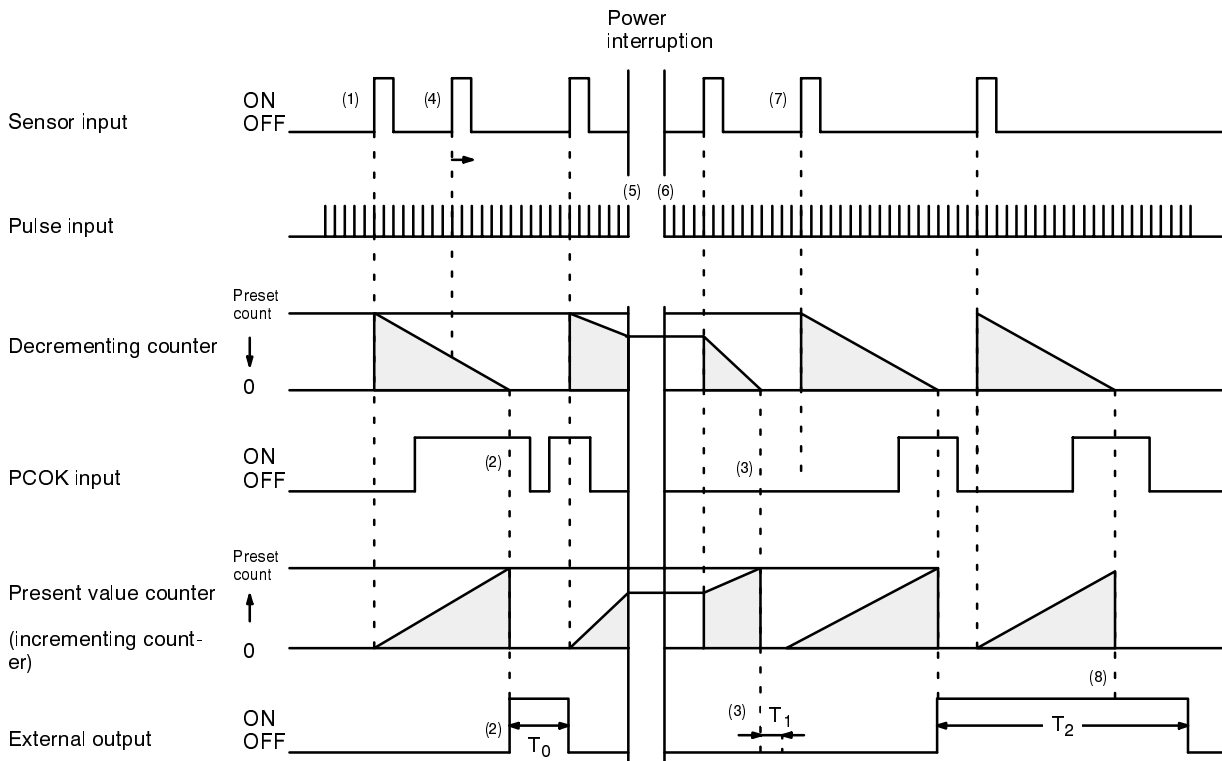 Power
interruption
Sensor input
ON
OFF
(1)
(4)
(7)
(5)
(6)
Pulse input
Preset
count
Decrementing counter
0
PCOK input
ON
OFF
(2)
(3)
Preset
count
Present value counter
(incrementing count-
er)
0
(8)
External output
ON
OFF
(2)
T0
(3)
T1
T2